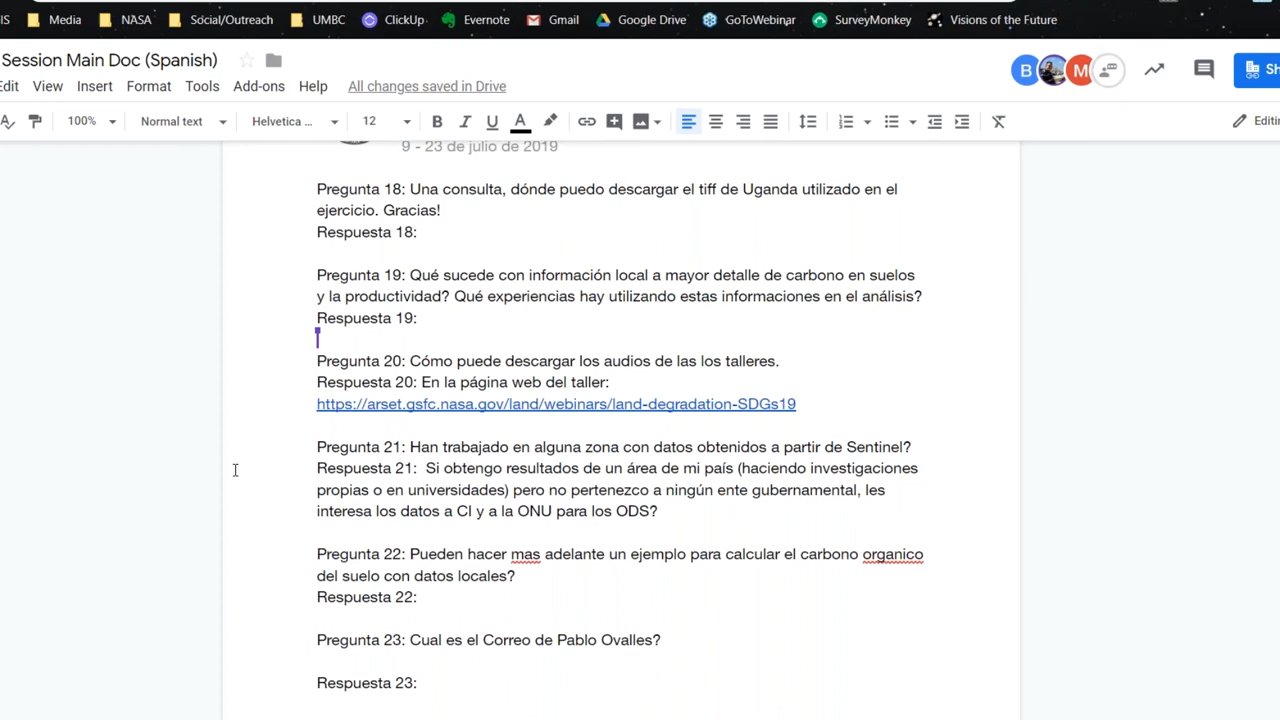 IS Media NASA Social/Outreach UMBC ClickUp Evernote Gmail Google Drive GoToWebinar SurveyMonkey Visions of the Future
Session Main Doc (Spanish)
Edit View Insert Format Tools Add-ons Help All changes saved in Drive
B M Sh
100% Normal text Helvetica ... 12 B I U A Editin
9 - 23 de julio de 2019
Pregunta 18: Una consulta, dónde puedo descargar el tiff de Uganda utilizado en el
ejercicio. Gracias!
Respuesta 18:
Pregunta 19: Qué sucede con información local a mayor detalle de carbono en suelos
y la productividad? Qué experiencias hay utilizando estas informaciones en el análisis?
Respuesta 19:
Pregunta 20: Cómo puede descargar los audios de las los talleres.
Respuesta 20: En la página web del taller:
https://arset.gsfc.nasa.gov/land/webinars/land-degradation-SDGs19
Pregunta 21: Han trabajado en alguna zona con datos obtenidos a partir de Sentinel?
Respuesta 21: Si obtengo resultados de un área de mi país (haciendo investigaciones
propias o en universidades) pero no pertenezco a ningún ente gubernamental, les
interesa los datos a CI y a la ONU para los ODS?
Pregunta 22: Pueden hacer mas adelante un ejemplo para calcular el carbono organico
del suelo con datos locales?
Respuesta 22:
Pregunta 23: Cual es el Correo de Pablo Ovalles?
Respuesta 23: